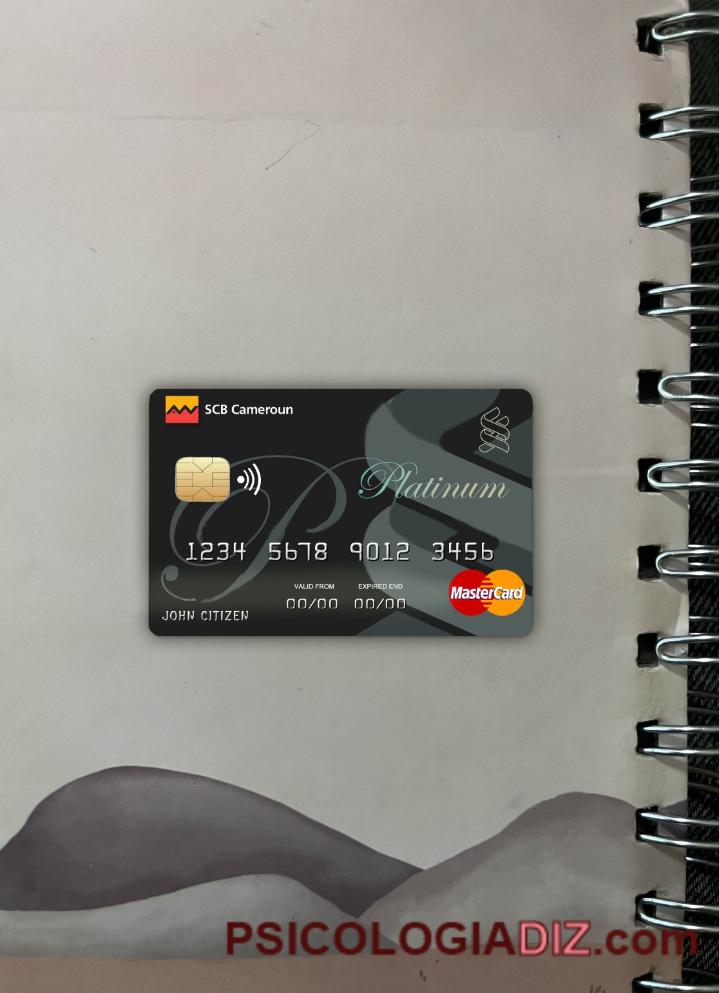 SCB Cameroun
Platinum
1234 5678 9012 3456
VALID FROM EXPIRED END
00/00 00/00
MasterCard
JOHN CITIZEN
PSICOLOGIADIZ.com